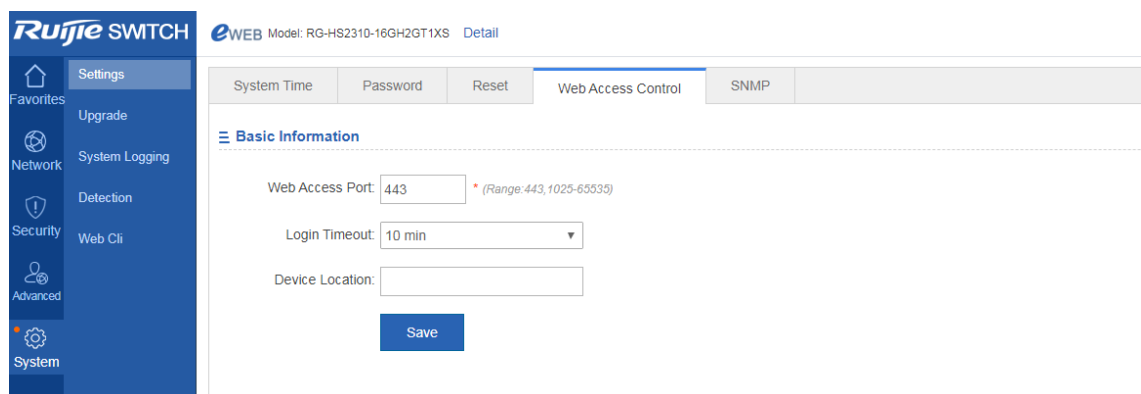 Ruijie SWITCH
eWEB Model: RG-HS2310-16GH2GT1XS Detail
Favorites
Network
Security
Advanced
System
Settings
Upgrade
System Logging
Detection
Web Cli
System Time Password Reset Web Access Control SNMP
Basic Information
Web Access Port: 443 * (Range:443,1025-65535)
Login Timeout: 10 min
Device Location:
Save